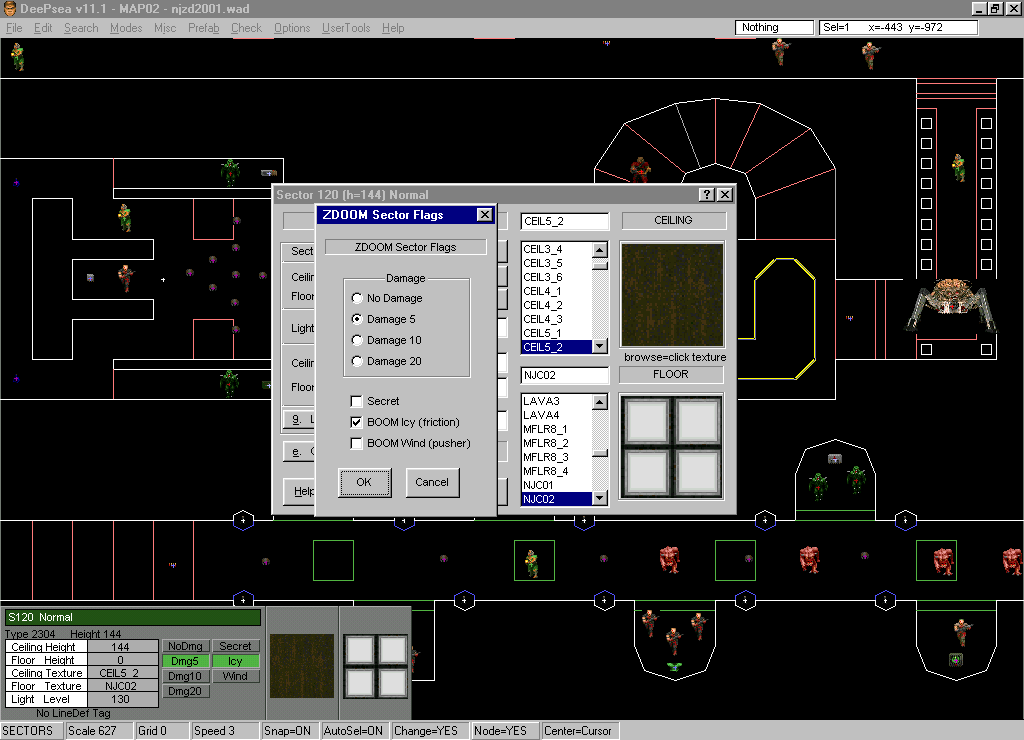 DeePsea v11.1 - MAP02 - njzd2001.wad
File Edit Search Modes Misc Prefab Check Options UserTools Help
Nothing
Sel=1 x=-443 y=-972
Sector 120 (h=144) Normal
ZDOOM Sector Flags
ZDOOM Sector Flags
Damage
No Damage
Damage 5
Damage 10
Damage 20
Secret
BOOM Icy (friction)
BOOM Wind (pusher)
OK
Cancel
Sect
Ceilin
Floor
Light
Ceilin
Floor
g. L
e.
Help
CEIL5_2
CEILING
CEIL3_4
CEIL3_5
CEIL3_6
CEIL4_1
CEIL4_2
CEIL4_3
CEIL5_1
CEIL5_2
browse=click texture
NJC02
FLOOR
LAVA3
LAVA4
MFLR8_1
MFLR8_2
MFLR8_3
MFLR8_4
NJC01
NJC02
S120 Normal
Type 2304 Height 144
Ceiling Height 144
Floor Height 0
Ceiling Texture CEIL5 2
Floor Texture NJC02
Light Level 130
No LineDef Tag
NoDmg Secret
Dmg5 Icy
Dmg10 Wind
Dmg20
SECTORS Scale 627 Grid 0 Speed 3 Snap=ON AutoSel=ON Change=YES Node=YES Center=Cursor